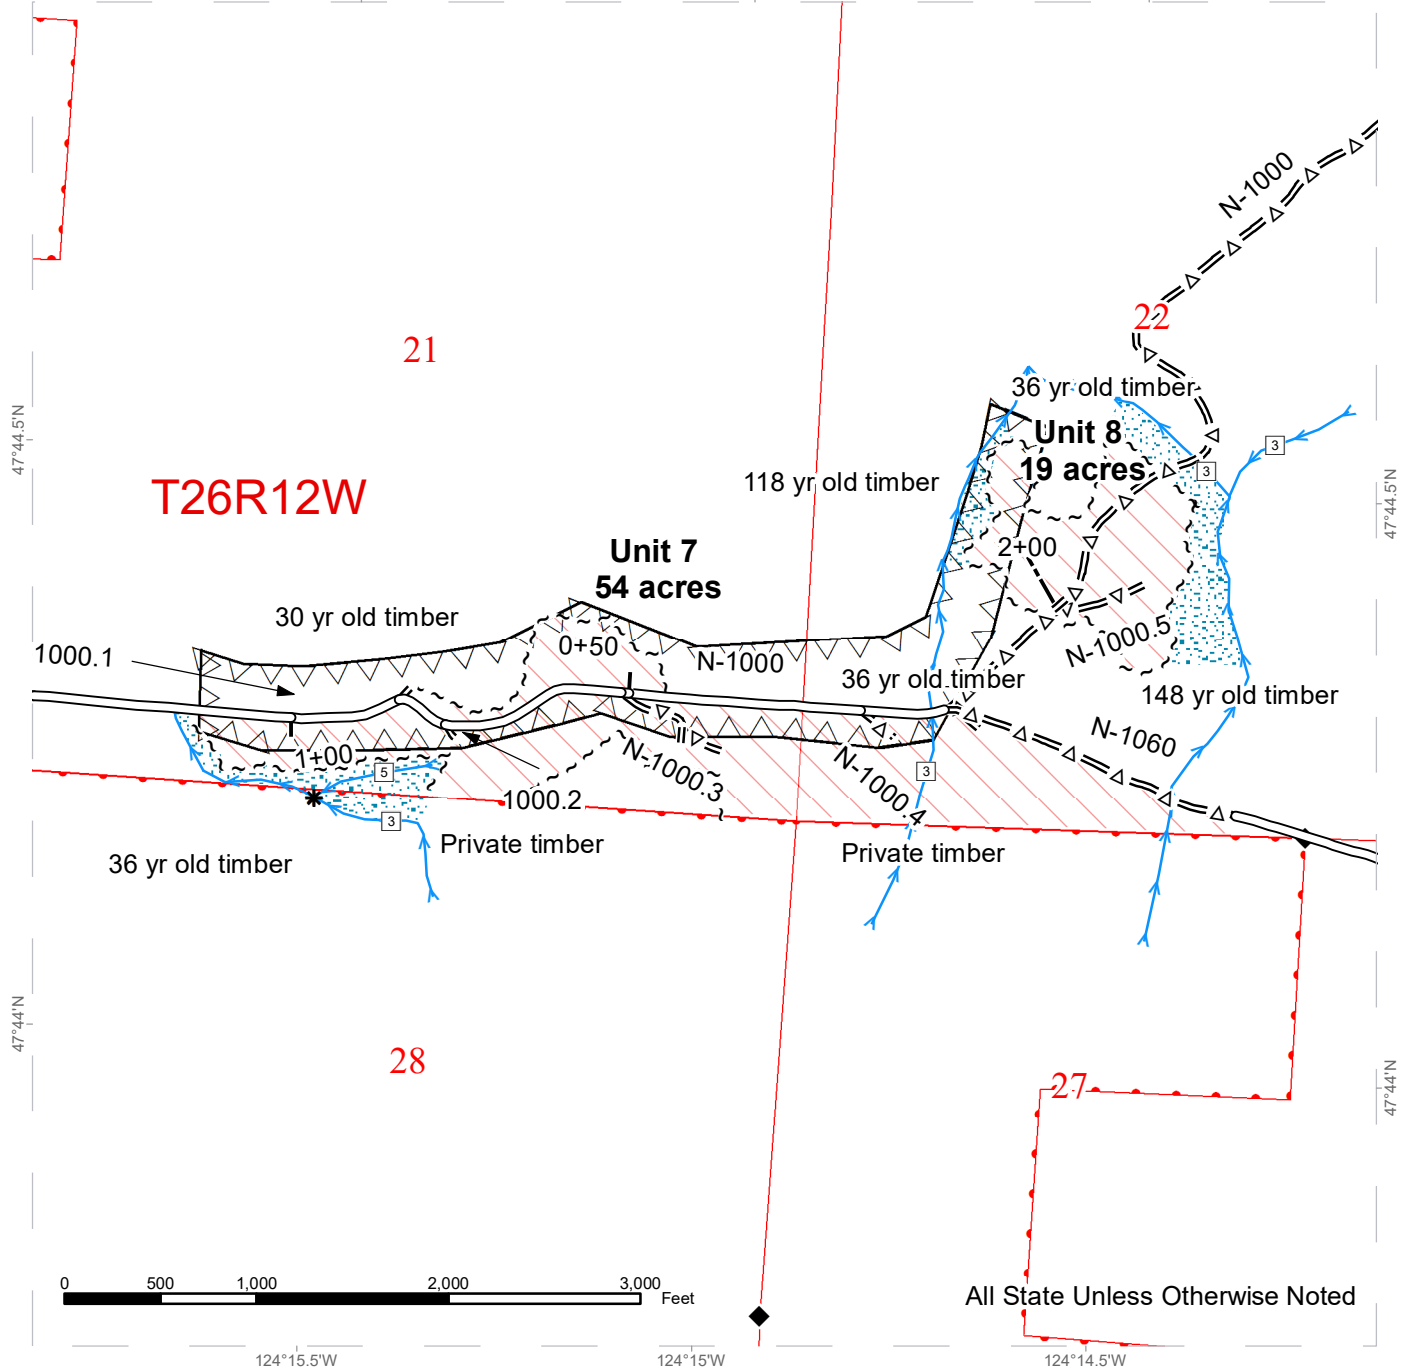 N-1000
22
21
36 yr old timber
Unit 8
19 acres
3
3
47°44.5'N
118 yr old timber
T26R12W
47°44.5'N
Unit 7
54 acres
2+00
30 yr old timber
0+50
N-1000.5
1000.1
N-1000
36 yr old timber
148 yr old timber
N-1060
1+00
5
N-1000.3
3
N-1000.4
1000.2
3
Private timber
Private timber
36 yr old timber
47°44'N
28
27
47°44'N
0 500 1,000 2,000 3,000
Feet
All State Unless Otherwise Noted
124°15.5'W
124°15'W
124°14.5'W